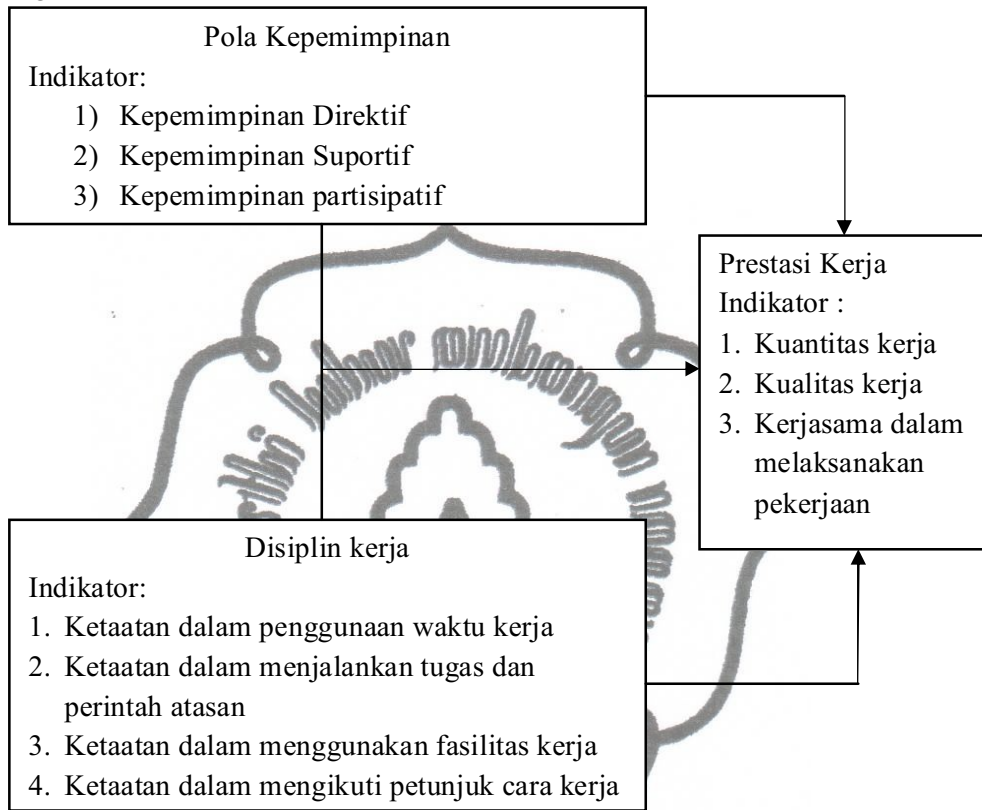 Pola Kepemimpinan
Indikator:
1) Kepemimpinan Direktif
2) Kepemimpinan Suportif
3) Kepemimpinan partisipatif
Prestasi Kerja
Indikator :
1. Kuantitas kerja
2. Kualitas kerja
3. Kerjasama dalam
melaksanakan
pekerjaan
Disiplin kerja
Indikator:
1. Ketaatan dalam penggunaan waktu kerja
2. Ketaatan dalam menjalankan tugas dan
perintah atasan
3. Ketaatan dalam menggunakan fasilitas kerja
4. Ketaatan dalam mengikuti petunjuk cara kerja